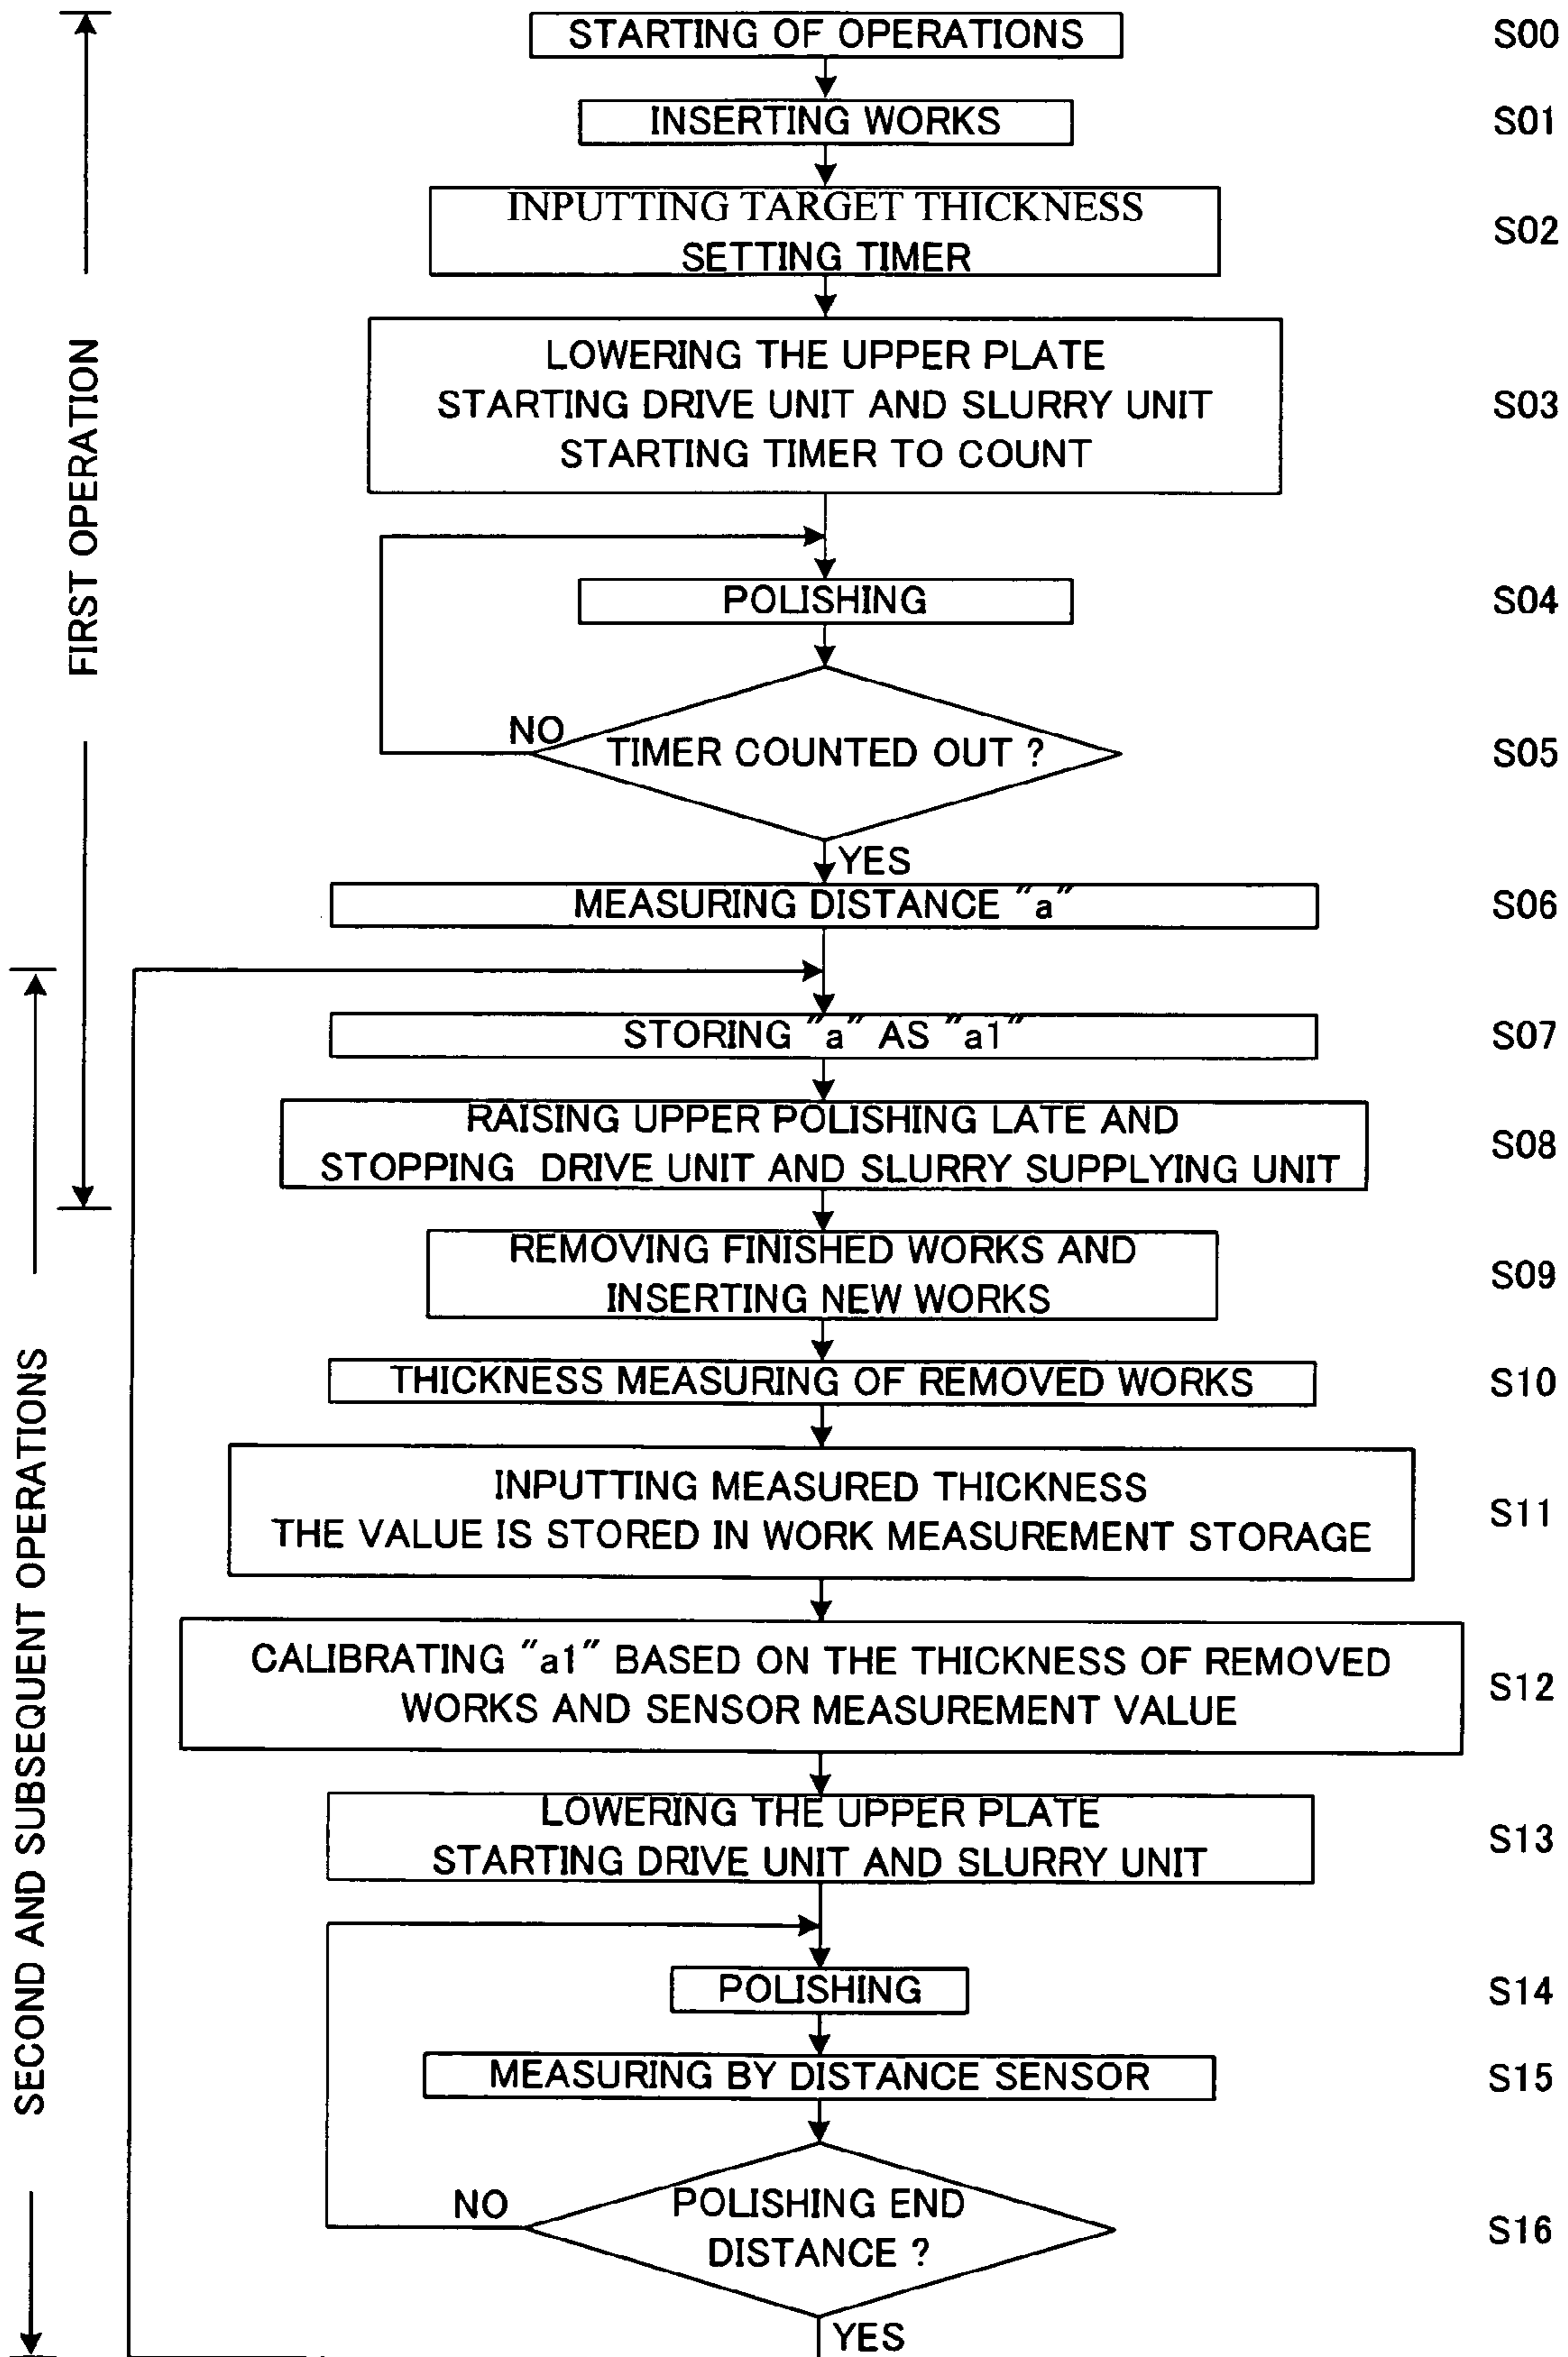 STARTING OF OPERATIONS
S00
INSERTING WORKS
S01
INPUTTING TARGET THICKNESS
SETTING TIMER
S02
LOWERING THE UPPER PLATE
STARTING DRIVE UNIT AND SLURRY UNIT
STARTING TIMER TO COUNT
S03
FIRST OPERATION
POLISHING
S04
NO
TIMER COUNTED OUT ?
S05
YES
MEASURING DISTANCE "a"
S06
STORING "a" AS "a1"
S07
RAISING UPPER POLISHING LATE AND
STOPPING DRIVE UNIT AND SLURRY SUPPLYING UNIT
S08
REMOVING FINISHED WORKS AND
INSERTING NEW WORKS
S09
THICKNESS MEASURING OF REMOVED WORKS
S10
SECOND AND SUBSEQUENT OPERATIONS
INPUTTING MEASURED THICKNESS
THE VALUE IS STORED IN WORK MEASUREMENT STORAGE
S11
CALIBRATING "a1" BASED ON THE THICKNESS OF REMOVED
WORKS AND SENSOR MEASUREMENT VALUE
S12
LOWERING THE UPPER PLATE
STARTING DRIVE UNIT AND SLURRY UNIT
S13
POLISHING
S14
MEASURING BY DISTANCE SENSOR
S15
NO
POLISHING END
DISTANCE ?
S16
YES